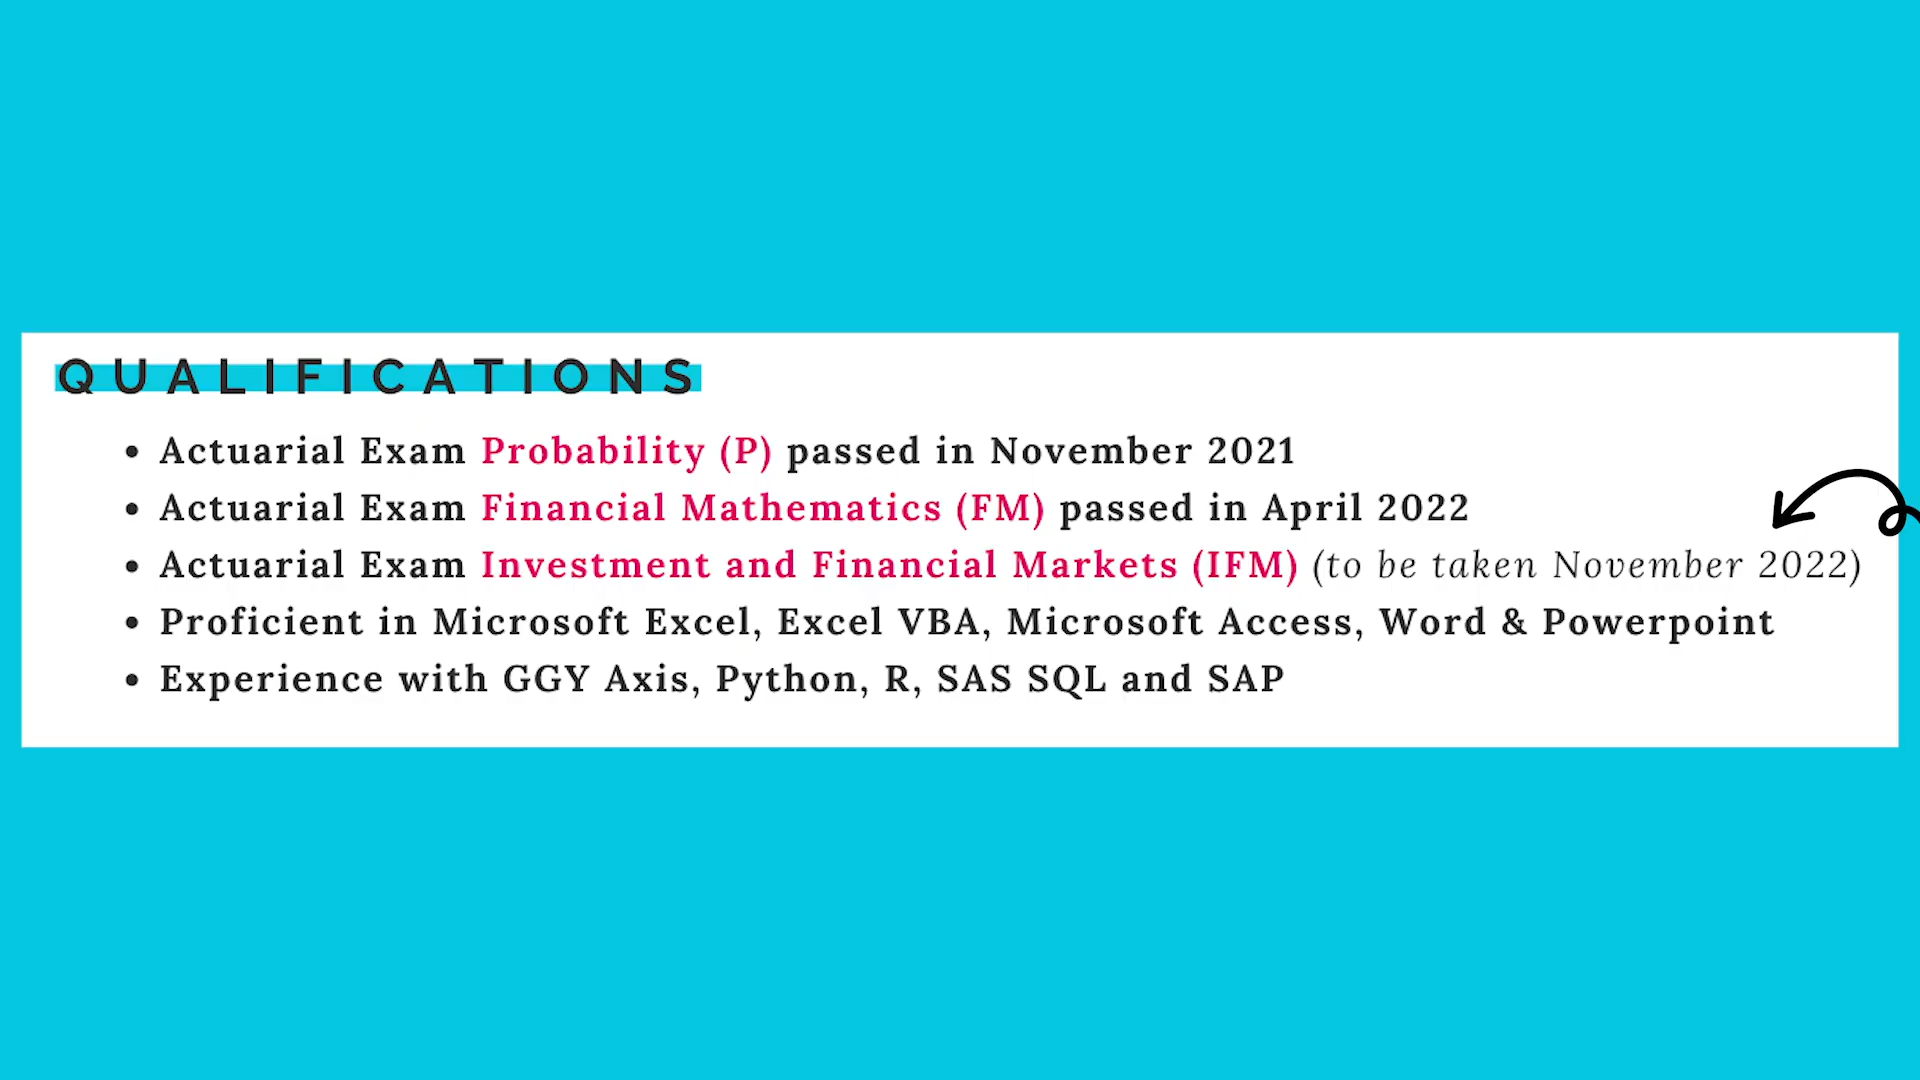 QUALIFICATIONS
• Actuarial Exam Probability (P) passed in November 2021
• Actuarial Exam Financial Mathematics (FM) passed in April 2022
• Actuarial Exam Investment and Financial Markets (IFM) (to be taken November 2022)
• Proficient in Microsoft Excel, Excel VBA, Microsoft Access, Word & Powerpoint
• Experience with GGY Axis, Python, R, SAS SQL and SAP